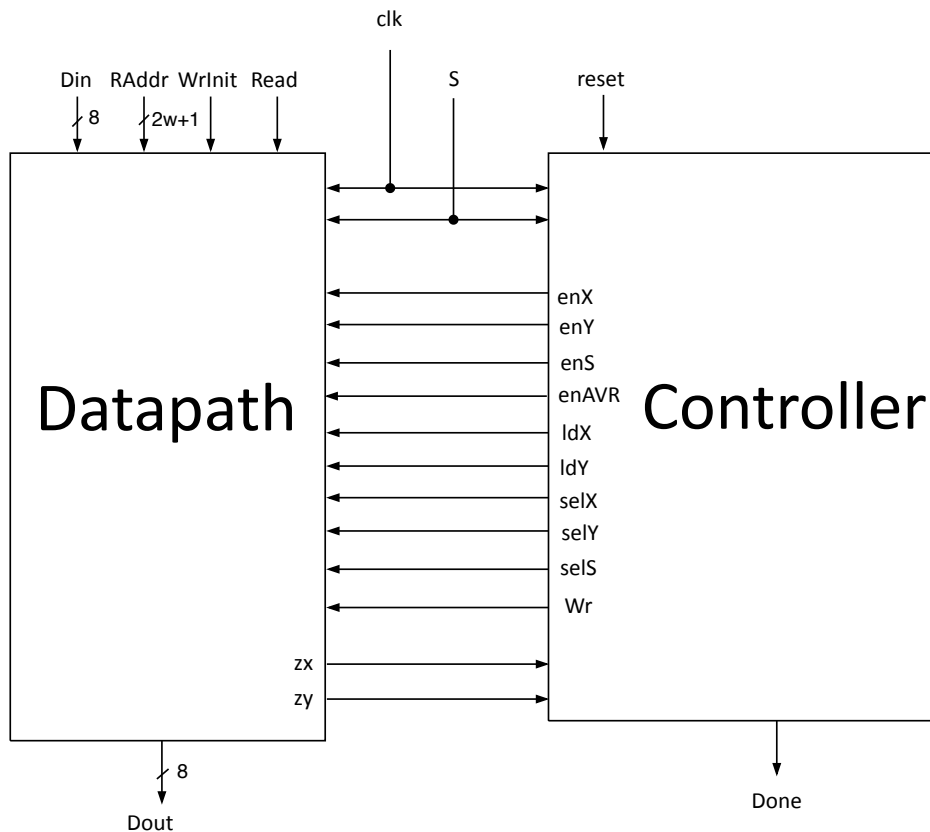 clk
Din RAddr WrInit Read
S
reset
8
2w+1
enX
enY
enS
enAVR
Datapath
Controller
ldX
ldY
selX
selY
selS
Wr
zx
zy
8
Dout
Done